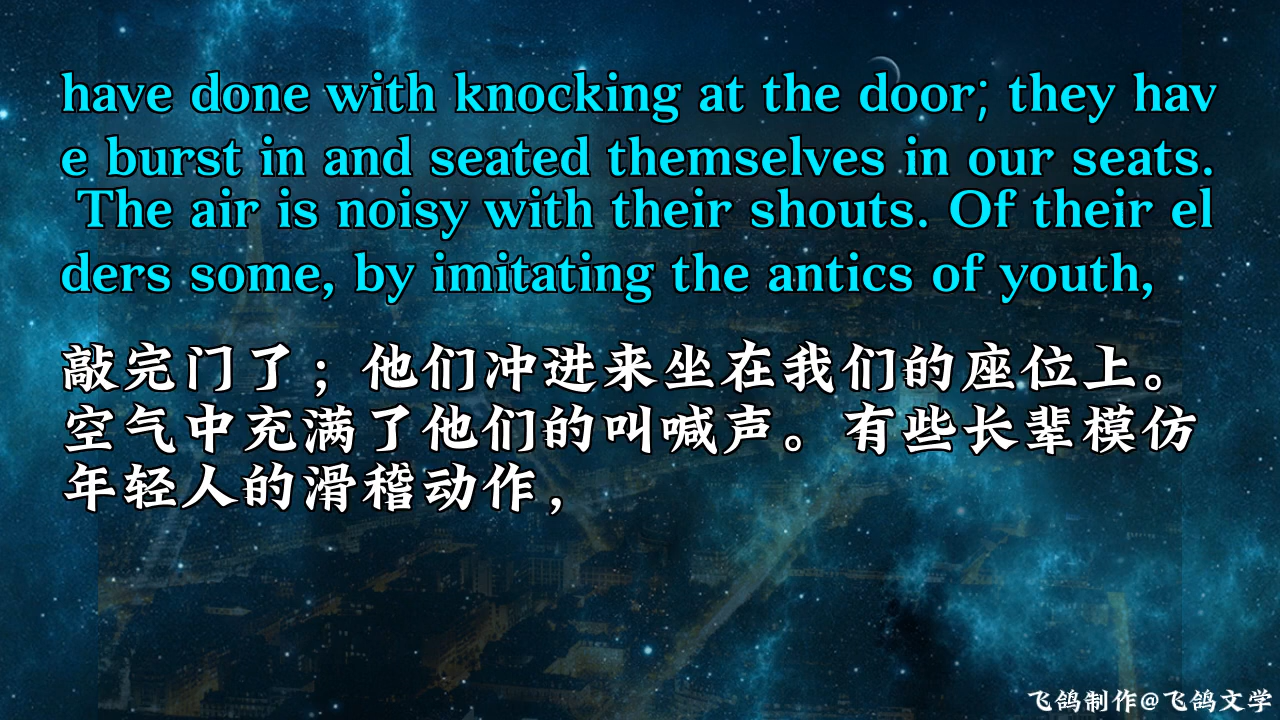 have done with knocking at the door; they hav
e burst in and seated themselves in our seats.
The air is noisy with their shouts. Of their el
ders some, by imitating the antics of youth,
敲完门了；他们冲进来坐在我们的座位上。
空气中充满了他们的叫喊声。有些长辈模仿
年轻人的滑稽动作，
飞鸽制作@飞鸽文学